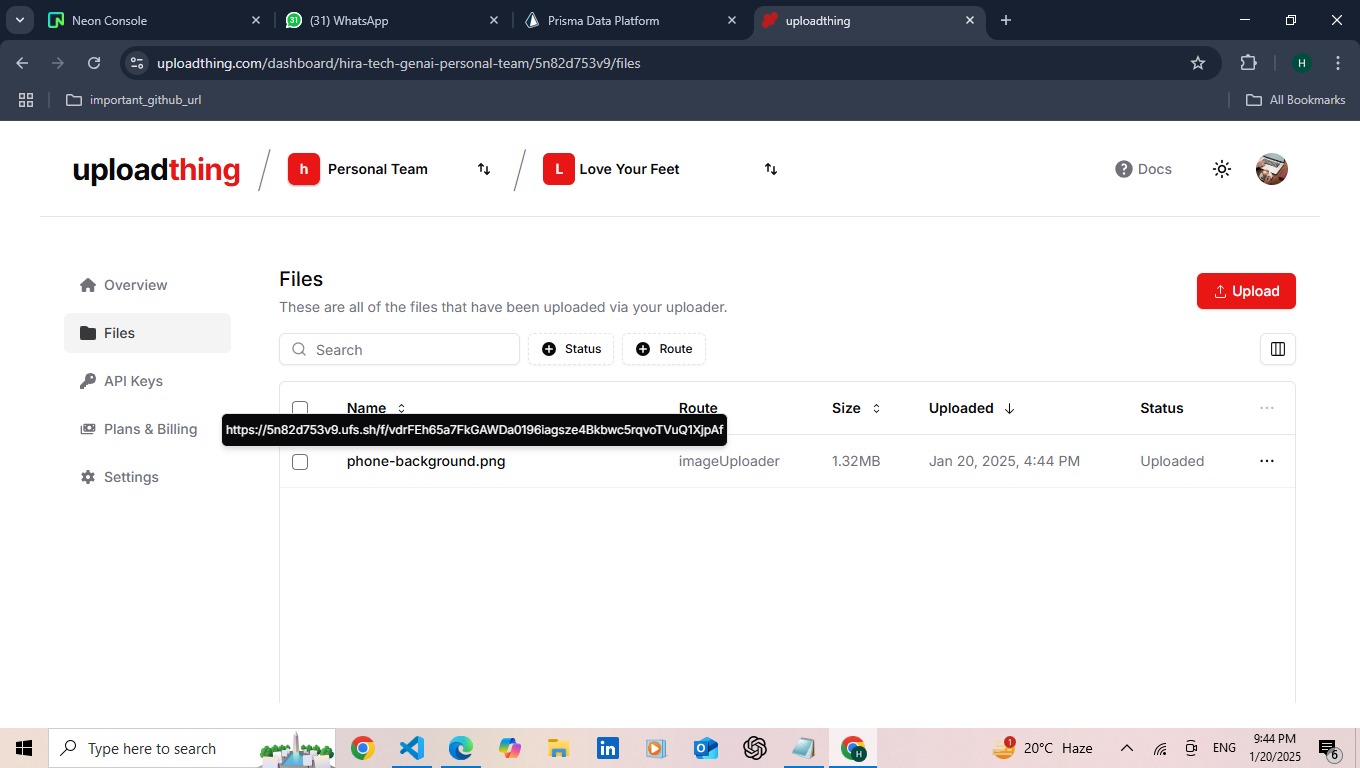 Neon Console
31
(31) WhatsApp
Prisma Data Platform
uploadthing
uploadthing.com/dashboard/hira-tech-genai-personal-team/5n82d753v9/files
H
important_github_url
All Bookmarks
uploadthing
h
Personal Team
L
Love Your Feet
? Docs
Overview
Files
API Keys
Plans & Billing
Settings
Files
These are all of the files that have been uploaded via your uploader.
Upload
Search
Status
Route
Name
Route
Size
Uploaded
Status
https://5n82d753v9.ufs.sh/f/vdrFEh65a7FkGAWDa0196iagsze4Bkbwc5rqvoTVuQ1XjpAf
phone-background.png
imageUploader
1.32MB
Jan 20, 2025, 4:44 PM
Uploaded
Type here to search
in
H
1
20°C Haze
ENG
9:44 PM
1/20/2025
6